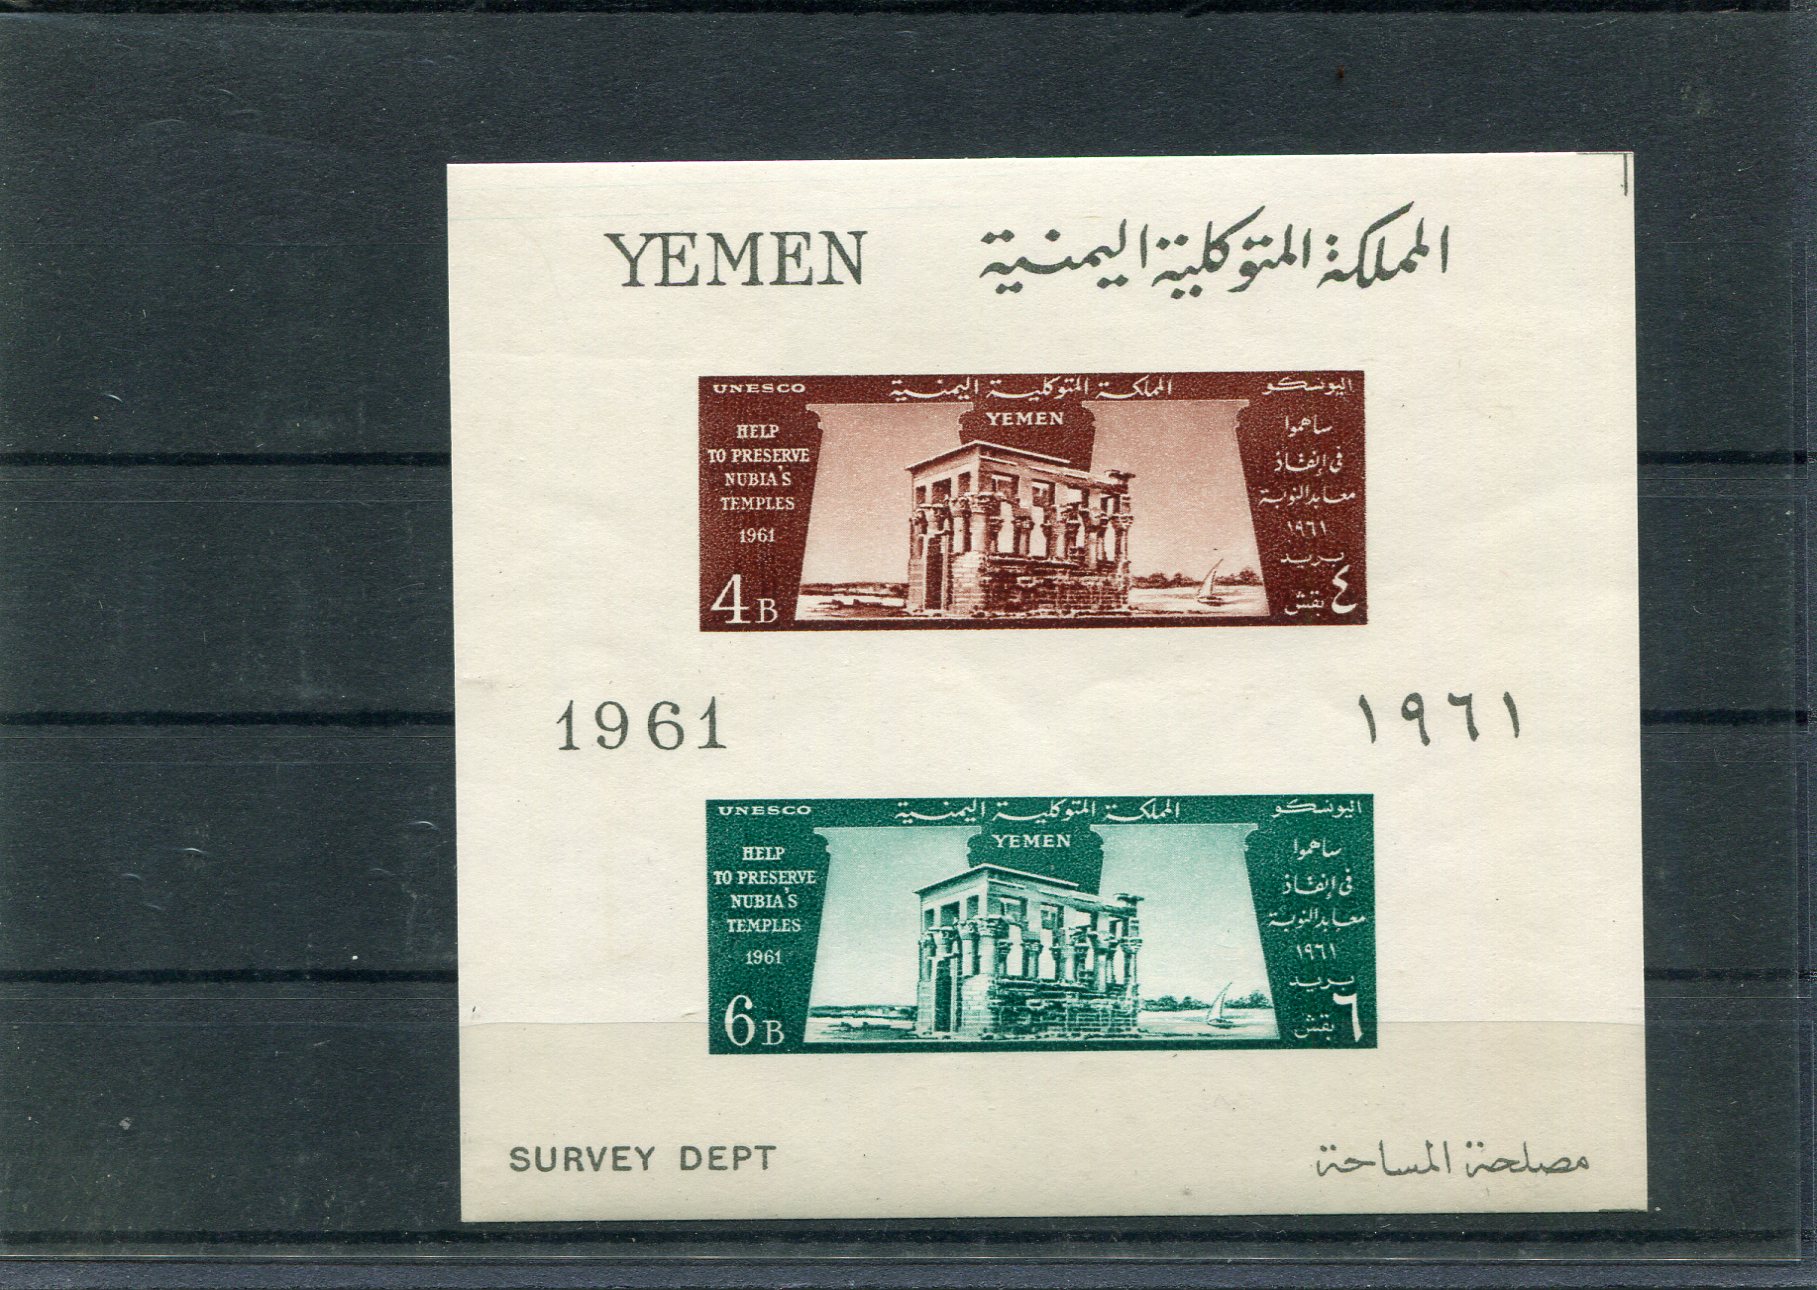 YEMEN المملكة المتوكلية اليمنية
UNESCO المملكة المتوكلية اليمنية اليونسكو
YEMEN
HELP
TO PRESERVE
NUBIA'S
TEMPLES
1961
4 B
ساهموا
في إنقاذ
معابد النوبة
١٩٦١
بريد
٤ بقش
1961 ١٩٦١
UNESCO المملكة المتوكلية اليمنية اليونسكو
YEMEN
HELP
TO PRESERVE
NUBIA'S
TEMPLES
1961
6 B
ساهموا
في إنقاذ
معابد النوبة
١٩٦١
بريد
٦ بقش
SURVEY DEPT مصلحة المساحة